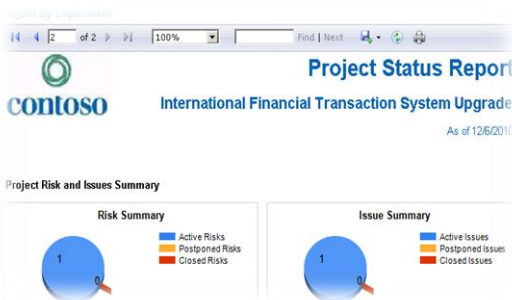 Project By Department
2 of 2 100% Find | Next
contoso
Project Status Report
International Financial Transaction System Upgrade
As of 12/6/2010
Project Risk and Issues Summary
Risk Summary
Active Risks
Postponed Risks
Closed Risks
1
0
Issue Summary
Active Issues
Postponed Issues
Closed Issues
1
0